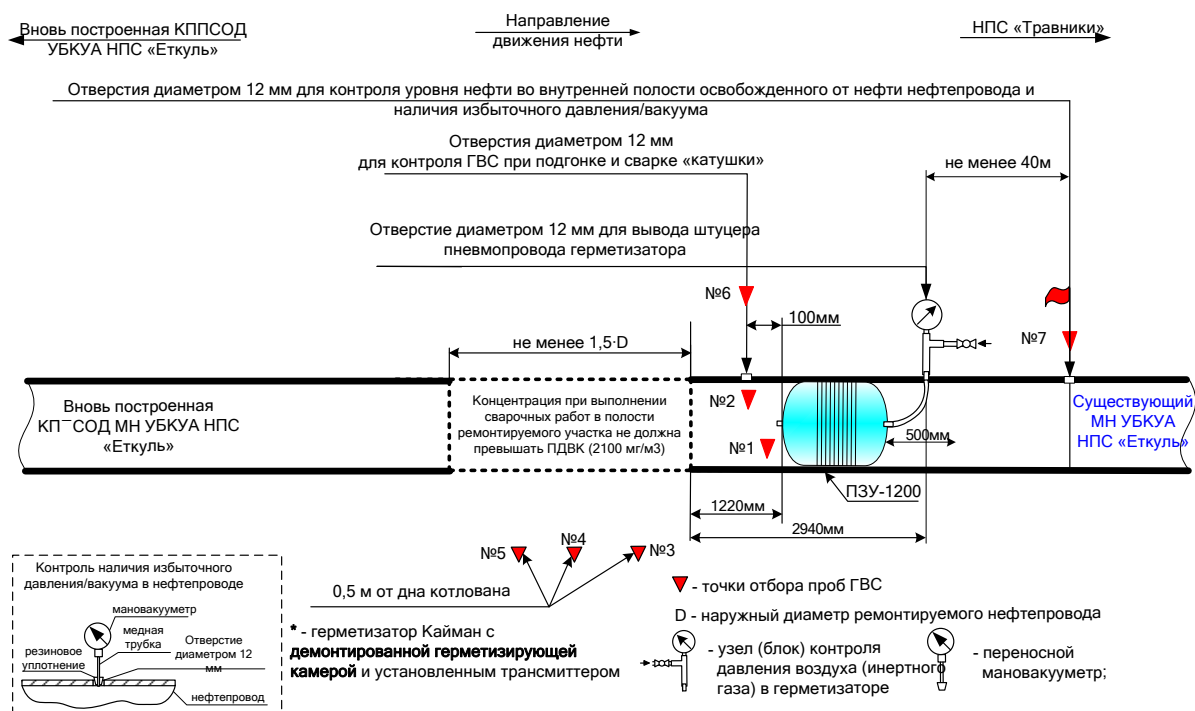 Вновь построенная КППСОД
УБКУА НПС «Еткуль»
Направление
движения нефти
НПС «Травники»
Отверстия диаметром 12 мм для контроля уровня нефти во внутренней полости освобожденного от нефти нефтепровода и
наличия избыточного давления/вакуума
Отверстия диаметром 12 мм
для контроля ГВС при подгонке и сварке «катушки»
не менее 40м
Отверстие диаметром 12 мм для вывода штуцера
пневмопровода герметизатора
№6
100мм
№7
не менее 1,5·D
Вновь построенная
КП¯СОД МН УБКУА НПС
«Еткуль»
Концентрация при выполнении
сварочных работ в полости
ремонтируемого участка не должна
превышать ПДВК (2100 мг/м3)
№2
№1
500мм
Существующий
МН УБКУА
НПС «Еткуль»
ПЗУ-1200
1220мм
2940мм
Контроль наличия избыточного
давления/вакуума в нефтепроводе
мановакууметр
медная
трубка
резиновое
уплотнение
Отверстие
диаметром 12
мм
нефтепровод
№5
№4
№3
0,5 м от дна котлована
* - герметизатор Кайман с
демонтированной герметизирующей
камерой и установленным трансмиттером
- точки отбора проб ГВС
D - наружный диаметр ремонтируемого нефтепровода
- узел (блок) контроля
давления воздуха (инертного
газа) в герметизаторе
- переносной
мановакууметр;